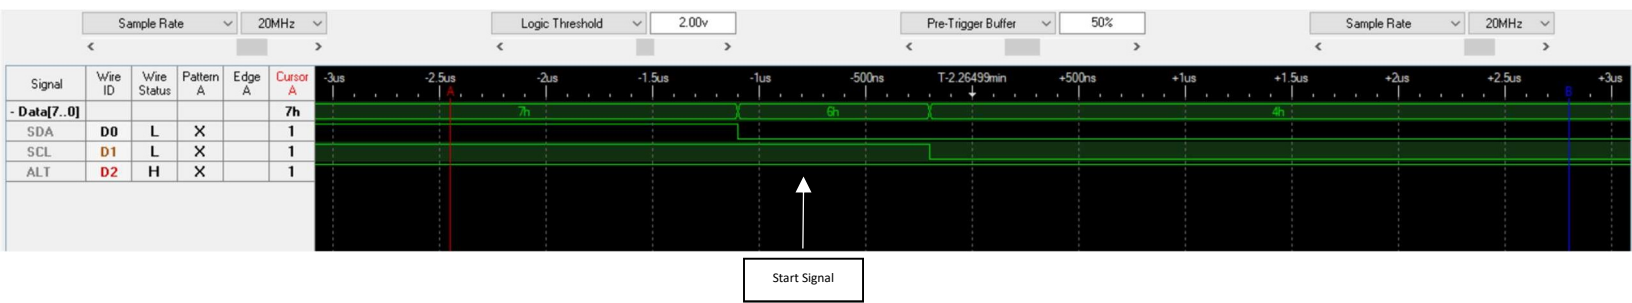 Sample Rate 20MHz Logic Threshold 2.00v Pre-Trigger Buffer 50% Sample Rate 20MHz
< > < > < > < >
Signal Wire ID Wire Status Pattern A Edge A Cursor A -3us -2.5us -2us -1.5us -1us -500ns T-2.26499min +500ns +1us +1.5us +2us +2.5us +3us
A B
- Data[7..0] 7h 7h 6h 4h
SDA D0 L X 1
SCL D1 L X 1
ALT D2 H X 1
Start Signal